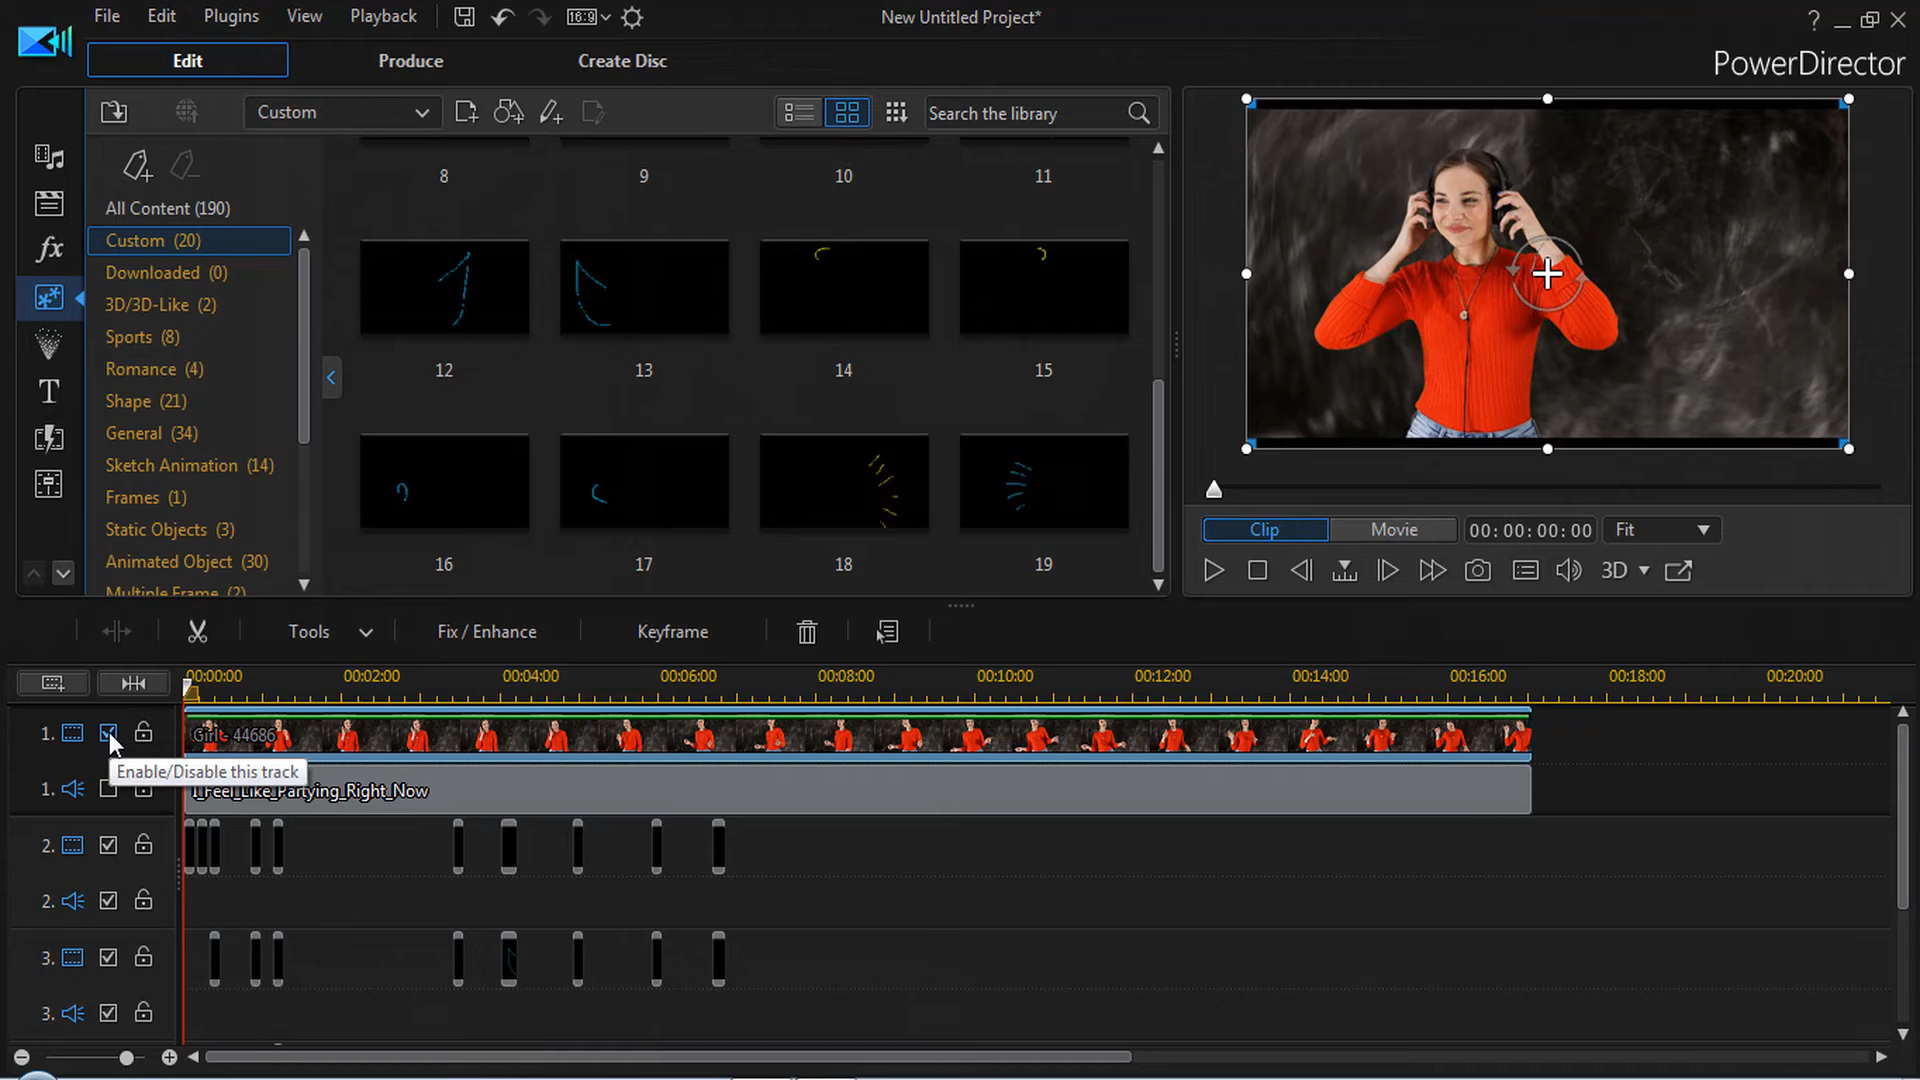 File Edit Plugins View Playback 16:9 New Untitled Project* ?
Edit Produce Create Disc PowerDirector
Custom Search the library
All Content (190)
Custom (20)
Downloaded (0)
3D/3D-Like (2)
Sports (8)
Romance (4)
Shape (21)
General (34)
Sketch Animation (14)
Frames (1)
Static Objects (3)
Animated Object (30)
Multiple Frame (2)
8 9 10 11
12 13 14 15
16 17 18 19
fx
T
Clip Movie 00:00:00:00 Fit
3D
Tools Fix / Enhance Keyframe
00:00:00 00:02:00 00:04:00 00:06:00 00:08:00 00:10:00 00:12:00 00:14:00 00:16:00 00:18:00 00:20:00
1. Girl - 44686
Enable/Disable this track
1. I_Feel_Like_Partying_Right_Now
2.
2.
3.
3.